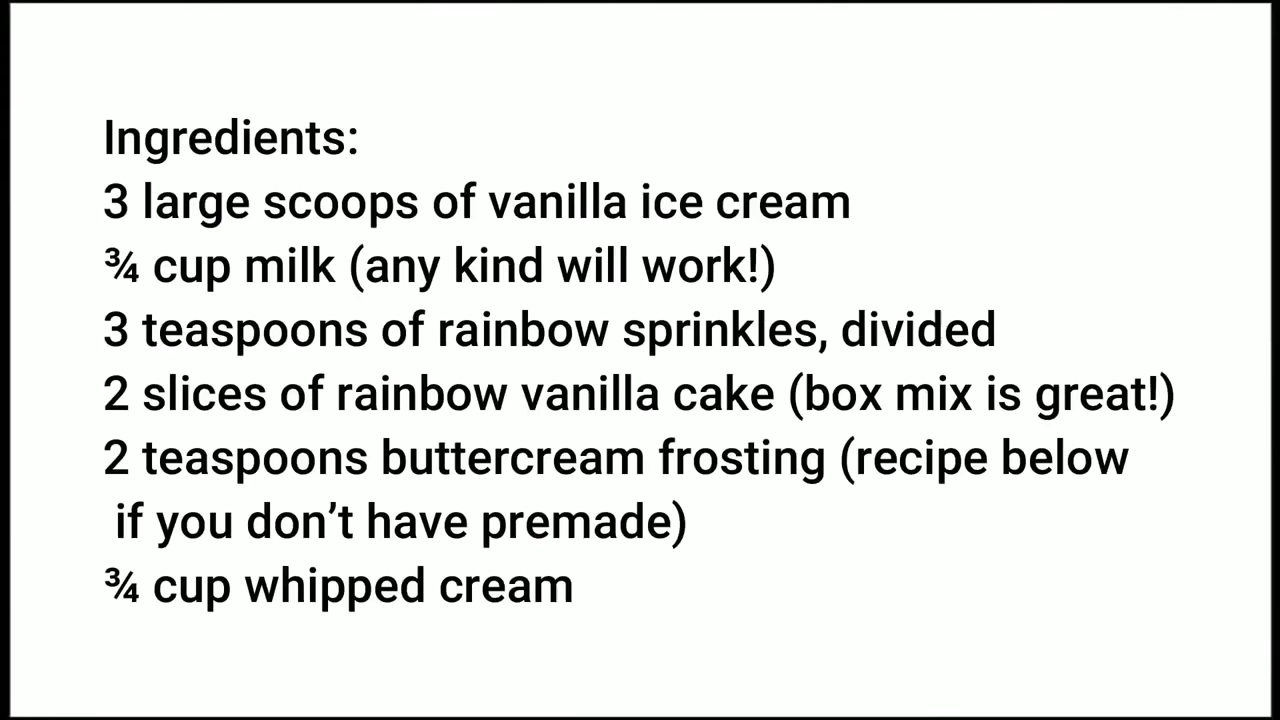 Ingredients:
3 large scoops of vanilla ice cream
¾ cup milk (any kind will work!)
3 teaspoons of rainbow sprinkles, divided
2 slices of rainbow vanilla cake (box mix is great!)
2 teaspoons buttercream frosting (recipe below
if you don’t have premade)
¾ cup whipped cream